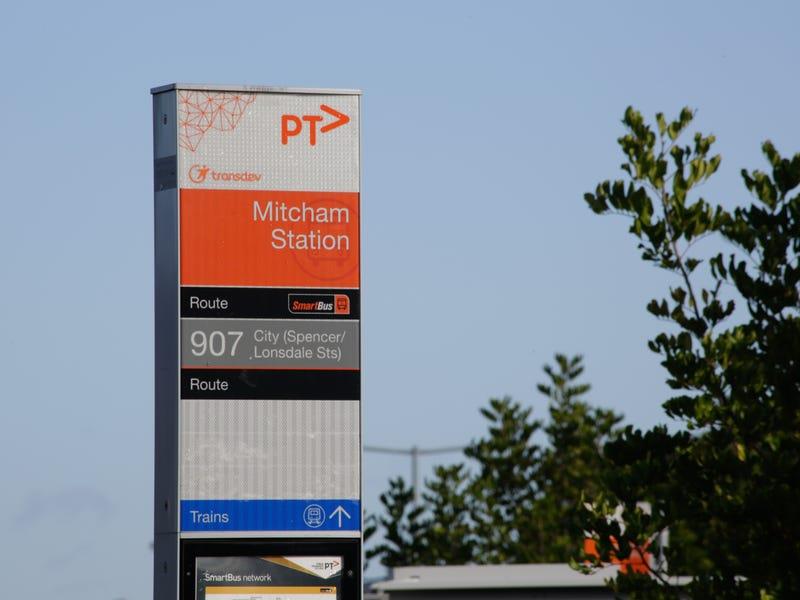 PT>
transdev
Mitcham
Station
Route
SmartBus
907
City (Spencer/
Lonsdale Sts)
Route
Trains
SmartBus network
PT>